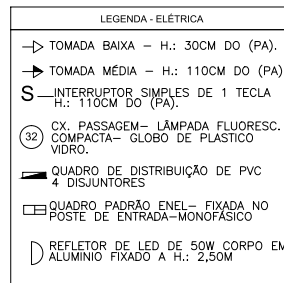 LEGENDA - ELÉTRICA
TOMADA BAIXA – H.: 30CM DO (PA).
TOMADA MÉDIA – H.: 110CM DO (PA)
S INTERRUPTOR SIMPLES DE 1 TECLA
H.: 110CM DO (PA).
CX. PASSAGEM– LÂMPADA FLUORESC.
32 COMPACTA– GLOBO DE PLASTICO
VIDRO.
QUADRO DE DISTRIBUIÇÃO DE PVC
4 DISJUNTORES
QUADRO PADRÃO ENEL– FIXADA NO
POSTE DE ENTRADA–MONOFÁSICO
REFLETOR DE LED DE 50W CORPO EM
ALUMINIO FIXADO A H.: 2,50M